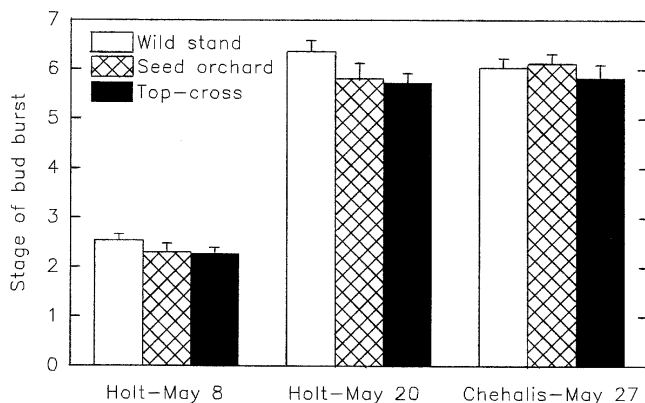 7
6
5
4
3
2
1
0
Stage of bud burst
Wild stand
Seed orchard
Top-cross
Holt-May 8
Holt-May 20
Chehalis-May 27